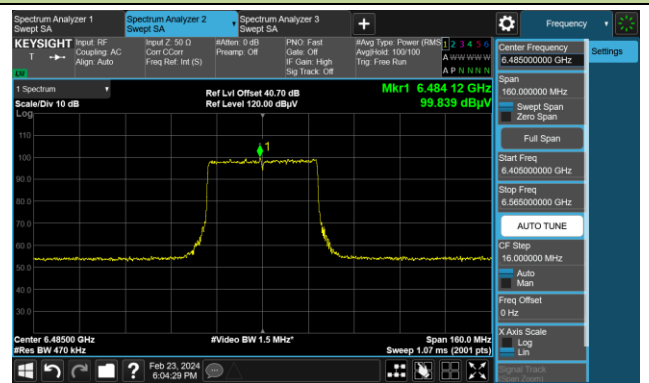 Spectrum Analyzer 1
Swept SA
Spectrum Analyzer 2
Swept SA
Spectrum Analyzer 3
Swept SA
+
Frequency
KEYSIGHT
T
LW
Input: RF
Coupling: AC
Align: Auto
Input Z: 50 Ω
Corr CCorr
Freq Ref: Int (S)
#Atten: 0 dB
Preamp: Off
PNO: Fast
Gate: Off
IF Gain: High
Sig Track: Off
#Avg Type: Power (RMS)
Avg|Hold: 100/100
Trig: Free Run
1 2 3 4 5 6
A W W W W W
A P N N N N
Center Frequency
6.485000000 GHz
Settings
Span
160.000000 MHz
Swept Span
Zero Span
Full Span
Start Freq
6.405000000 GHz
Stop Freq
6.565000000 GHz
AUTO TUNE
CF Step
16.000000 MHz
Auto
Man
Freq Offset
0 Hz
X Axis Scale
Log
Lin
Signal Track
(Span Zoom)
1 Spectrum
Scale/Div 10 dB
Log
Ref Lvl Offset 40.70 dB
Ref Level 120.00 dBµV
Mkr1 6.484 12 GHz
99.839 dBµV
1
110
100
90.0
80.0
70.0
60.0
50.0
40.0
30.0
Center 6.48500 GHz
#Res BW 470 kHz
#Video BW 1.5 MHz*
Span 160.0 MHz
Sweep 1.07 ms (2001 pts)
?
Feb 23, 2024
6:04:29 PM